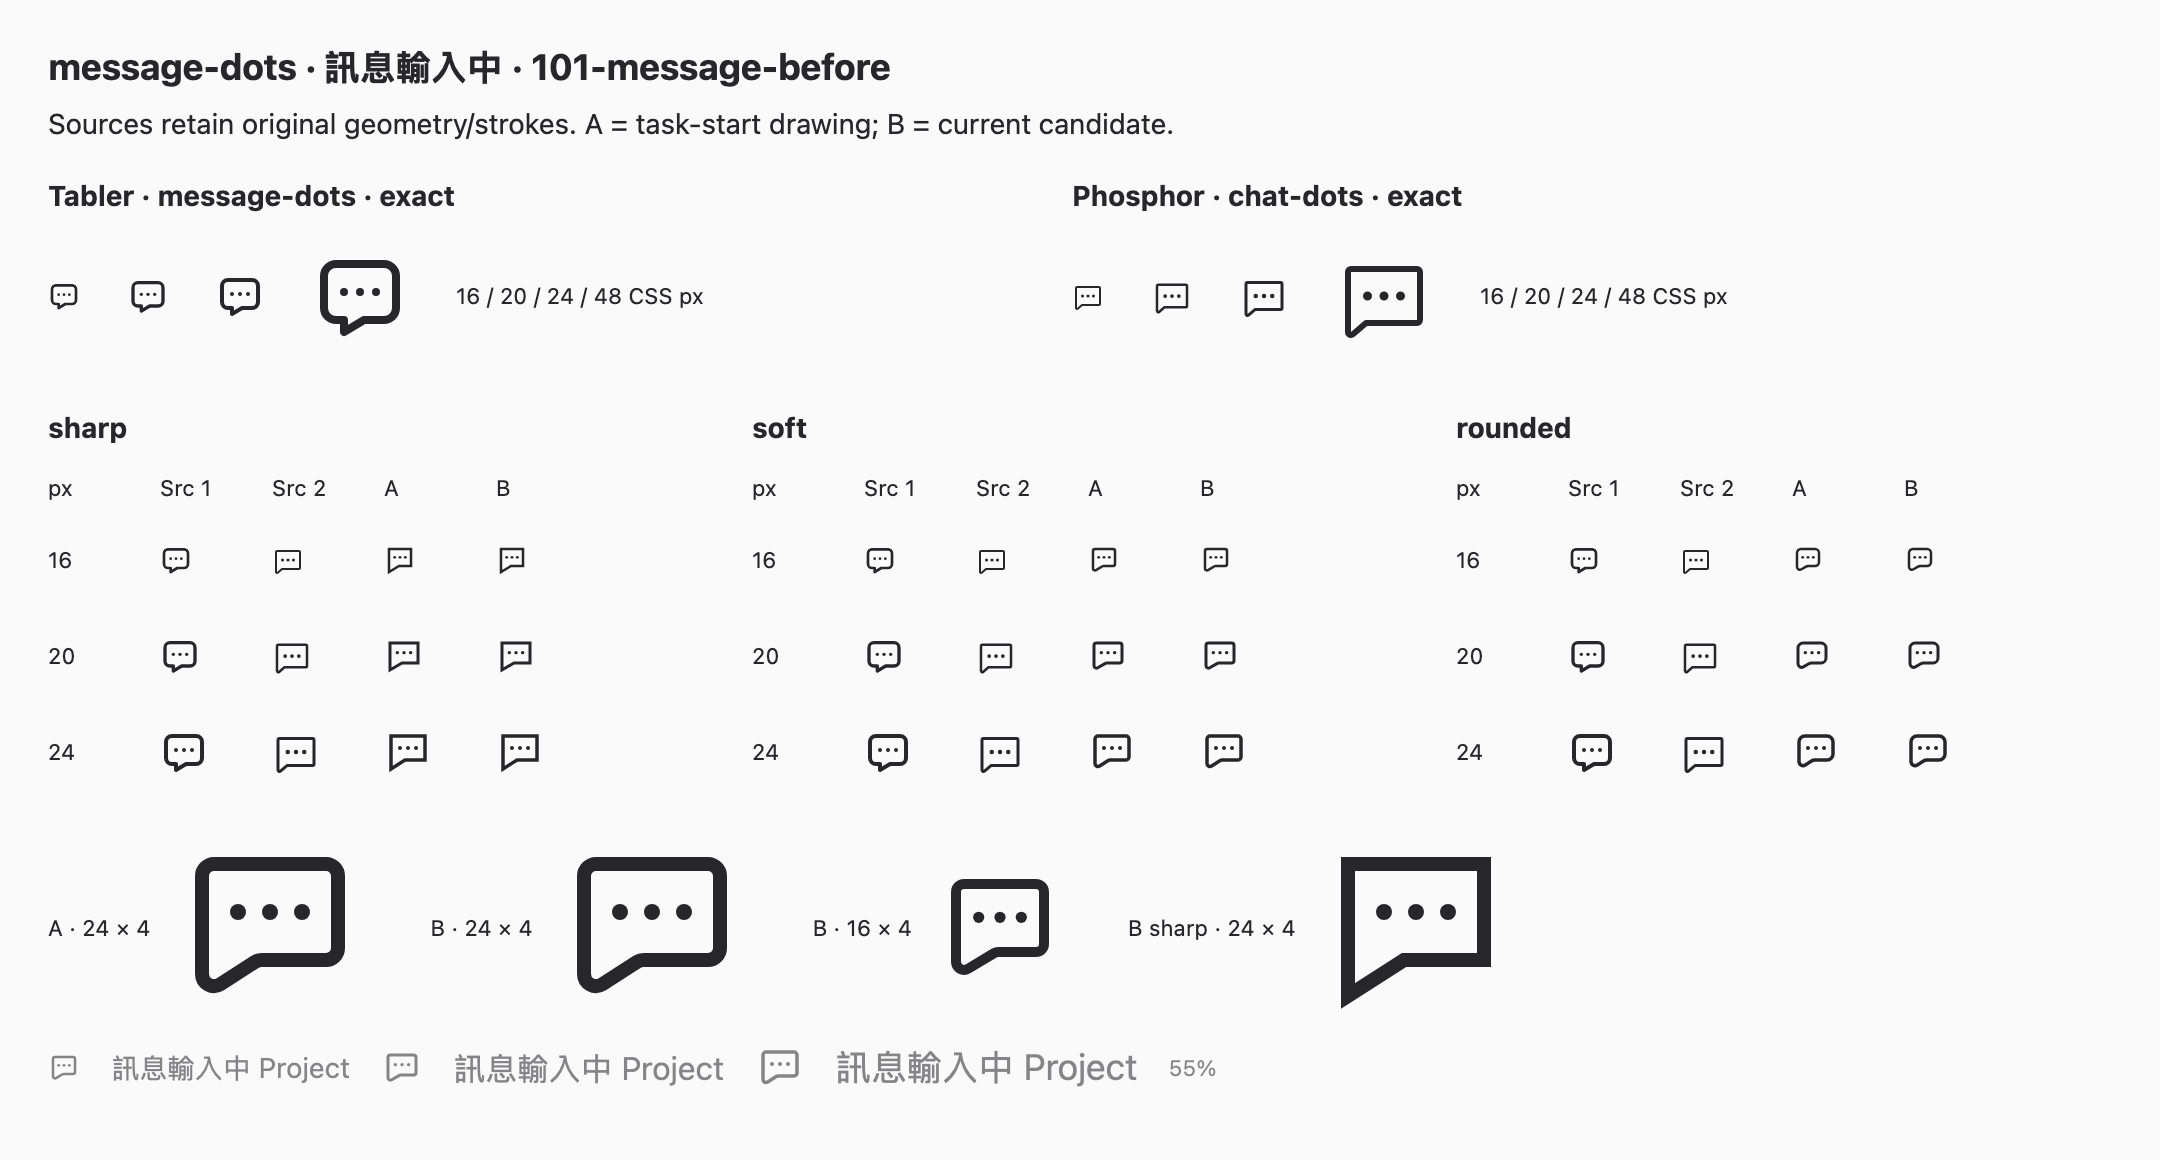 message-dots · 訊息輸入中 · 101-message-before
Sources retain original geometry/strokes. A = task-start drawing; B = current candidate.
Tabler · message-dots · exact
16 / 20 / 24 / 48 CSS px
Phosphor · chat-dots · exact
16 / 20 / 24 / 48 CSS px
sharp
px Src 1 Src 2 A B
16
20
24
soft
px Src 1 Src 2 A B
16
20
24
rounded
px Src 1 Src 2 A B
16
20
24
A · 24 × 4
B · 24 × 4
B · 16 × 4
B sharp · 24 × 4
訊息輸入中 Project 訊息輸入中 Project 訊息輸入中 Project 55%